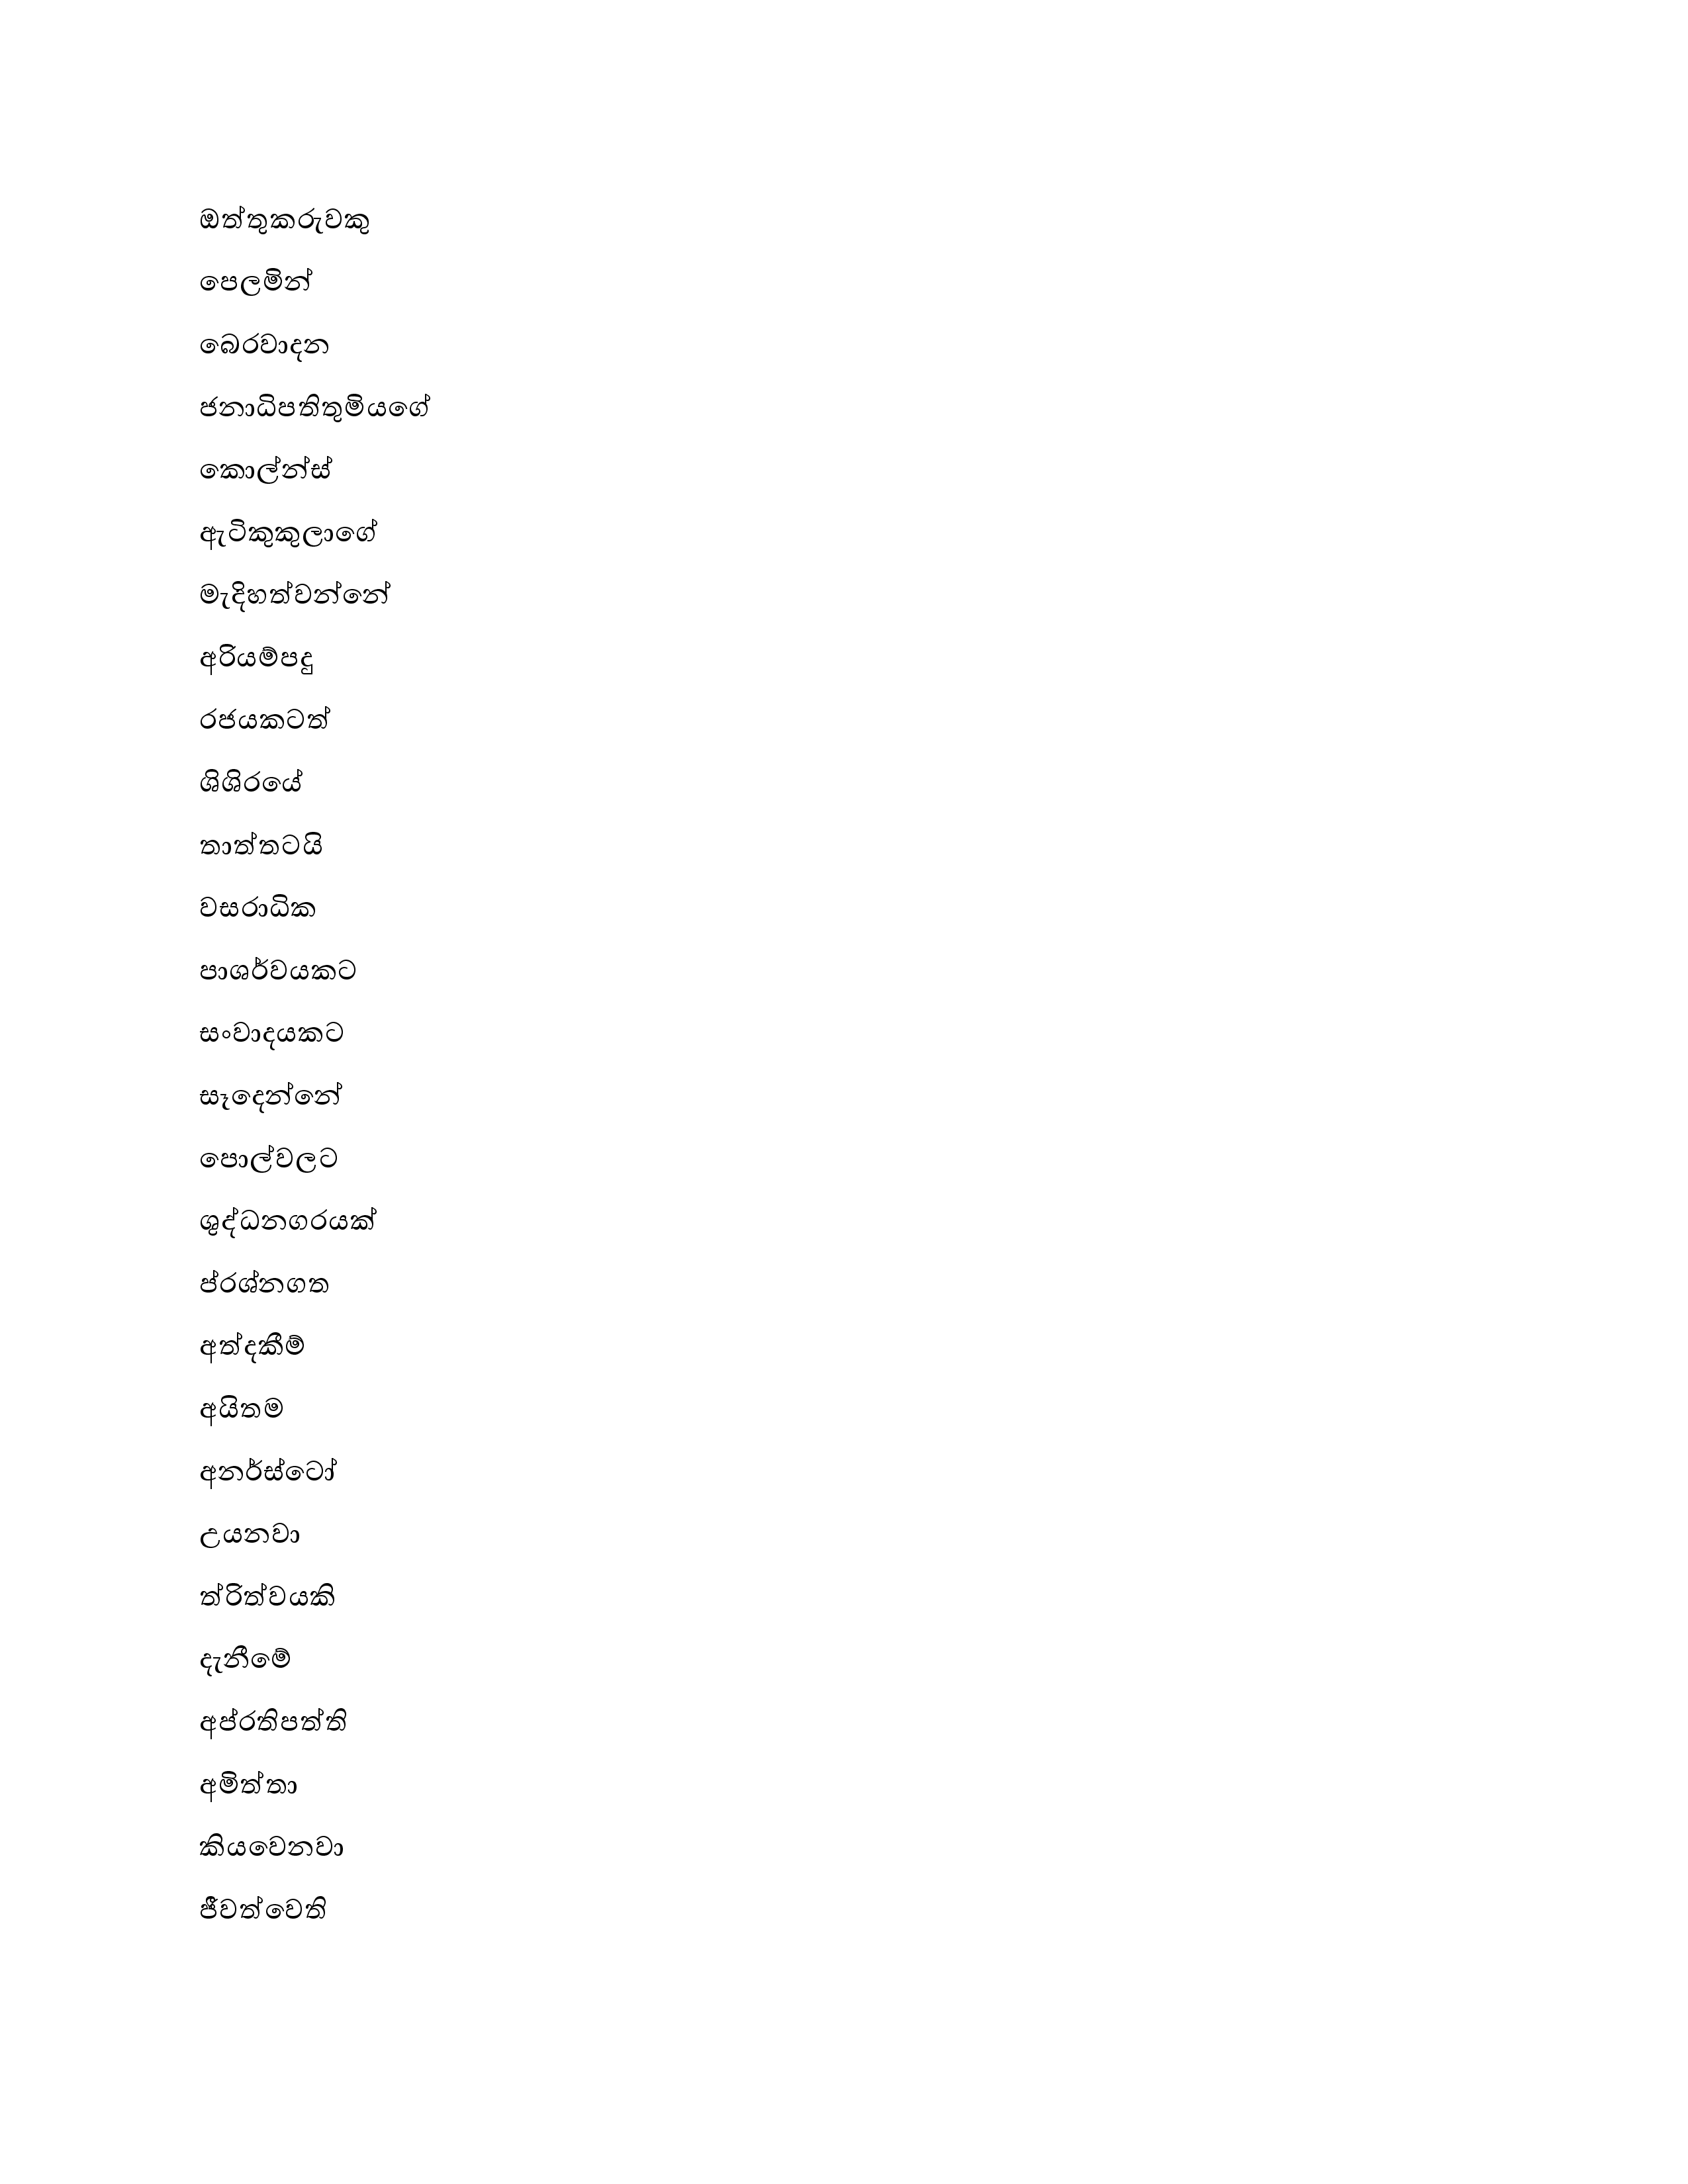 ඔත්තුකරුවකු
පෙලමින්
බෙරවාදන
ජනාධිපතිතුමියගේ
කොල්න්ස්
ඇටිකුකුලාගේ
මැදිහත්වන්නේ
අරියම්පදු
රජයකටත්
ශිශිරයේ
තාත්තටයි
වසරාධික
පාශර්වයකට
සංවාදයකට
සෑදෙන්නේ
පොල්වලට
ශුද්ධනගරයක්
ප්රශ්නගත
අත්දකීම්
අයිතම
අනර්ස්ටෝ
උයනවා
ත්රිත්වයකි
දැනීමේ
අප්රතිපත්ති
අමිත්තා
කියවෙනවා
ජීවත්වෙති